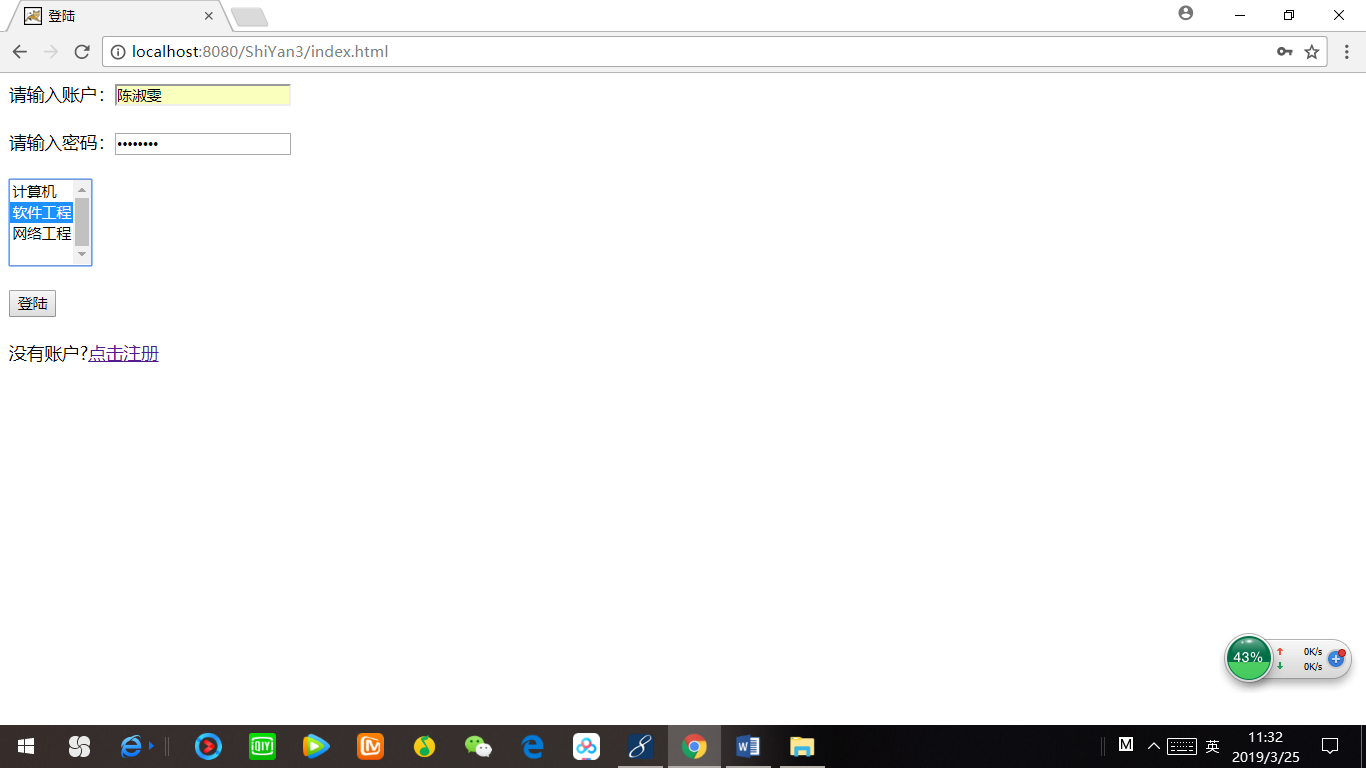 登陆
localhost:8080/ShiYan3/index.html
请输入账户：陈淑雯
请输入密码：••••••••
计算机
软件工程
网络工程
登陆
没有账户?点击注册
43%
0K/s
0K/s
iQIYI
M
英
11:32
2019/3/25